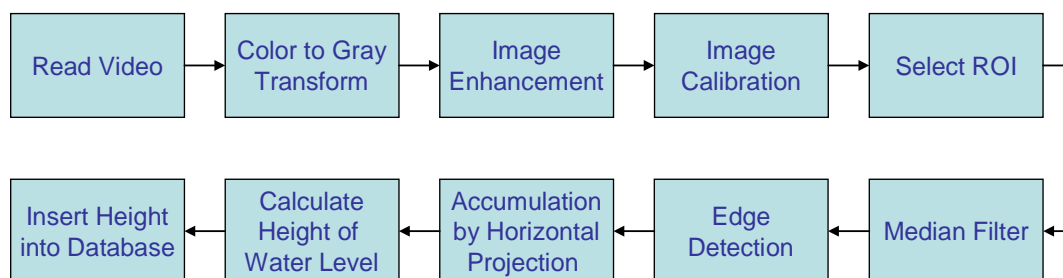 Read Video
Color to Gray
Transform
Image
Enhancement
Image
Calibration
Select ROI
Insert Height
into Database
Calculate
Height of
Water Level
Accumulation
by Horizontal
Projection
Edge
Detection
Median Filter